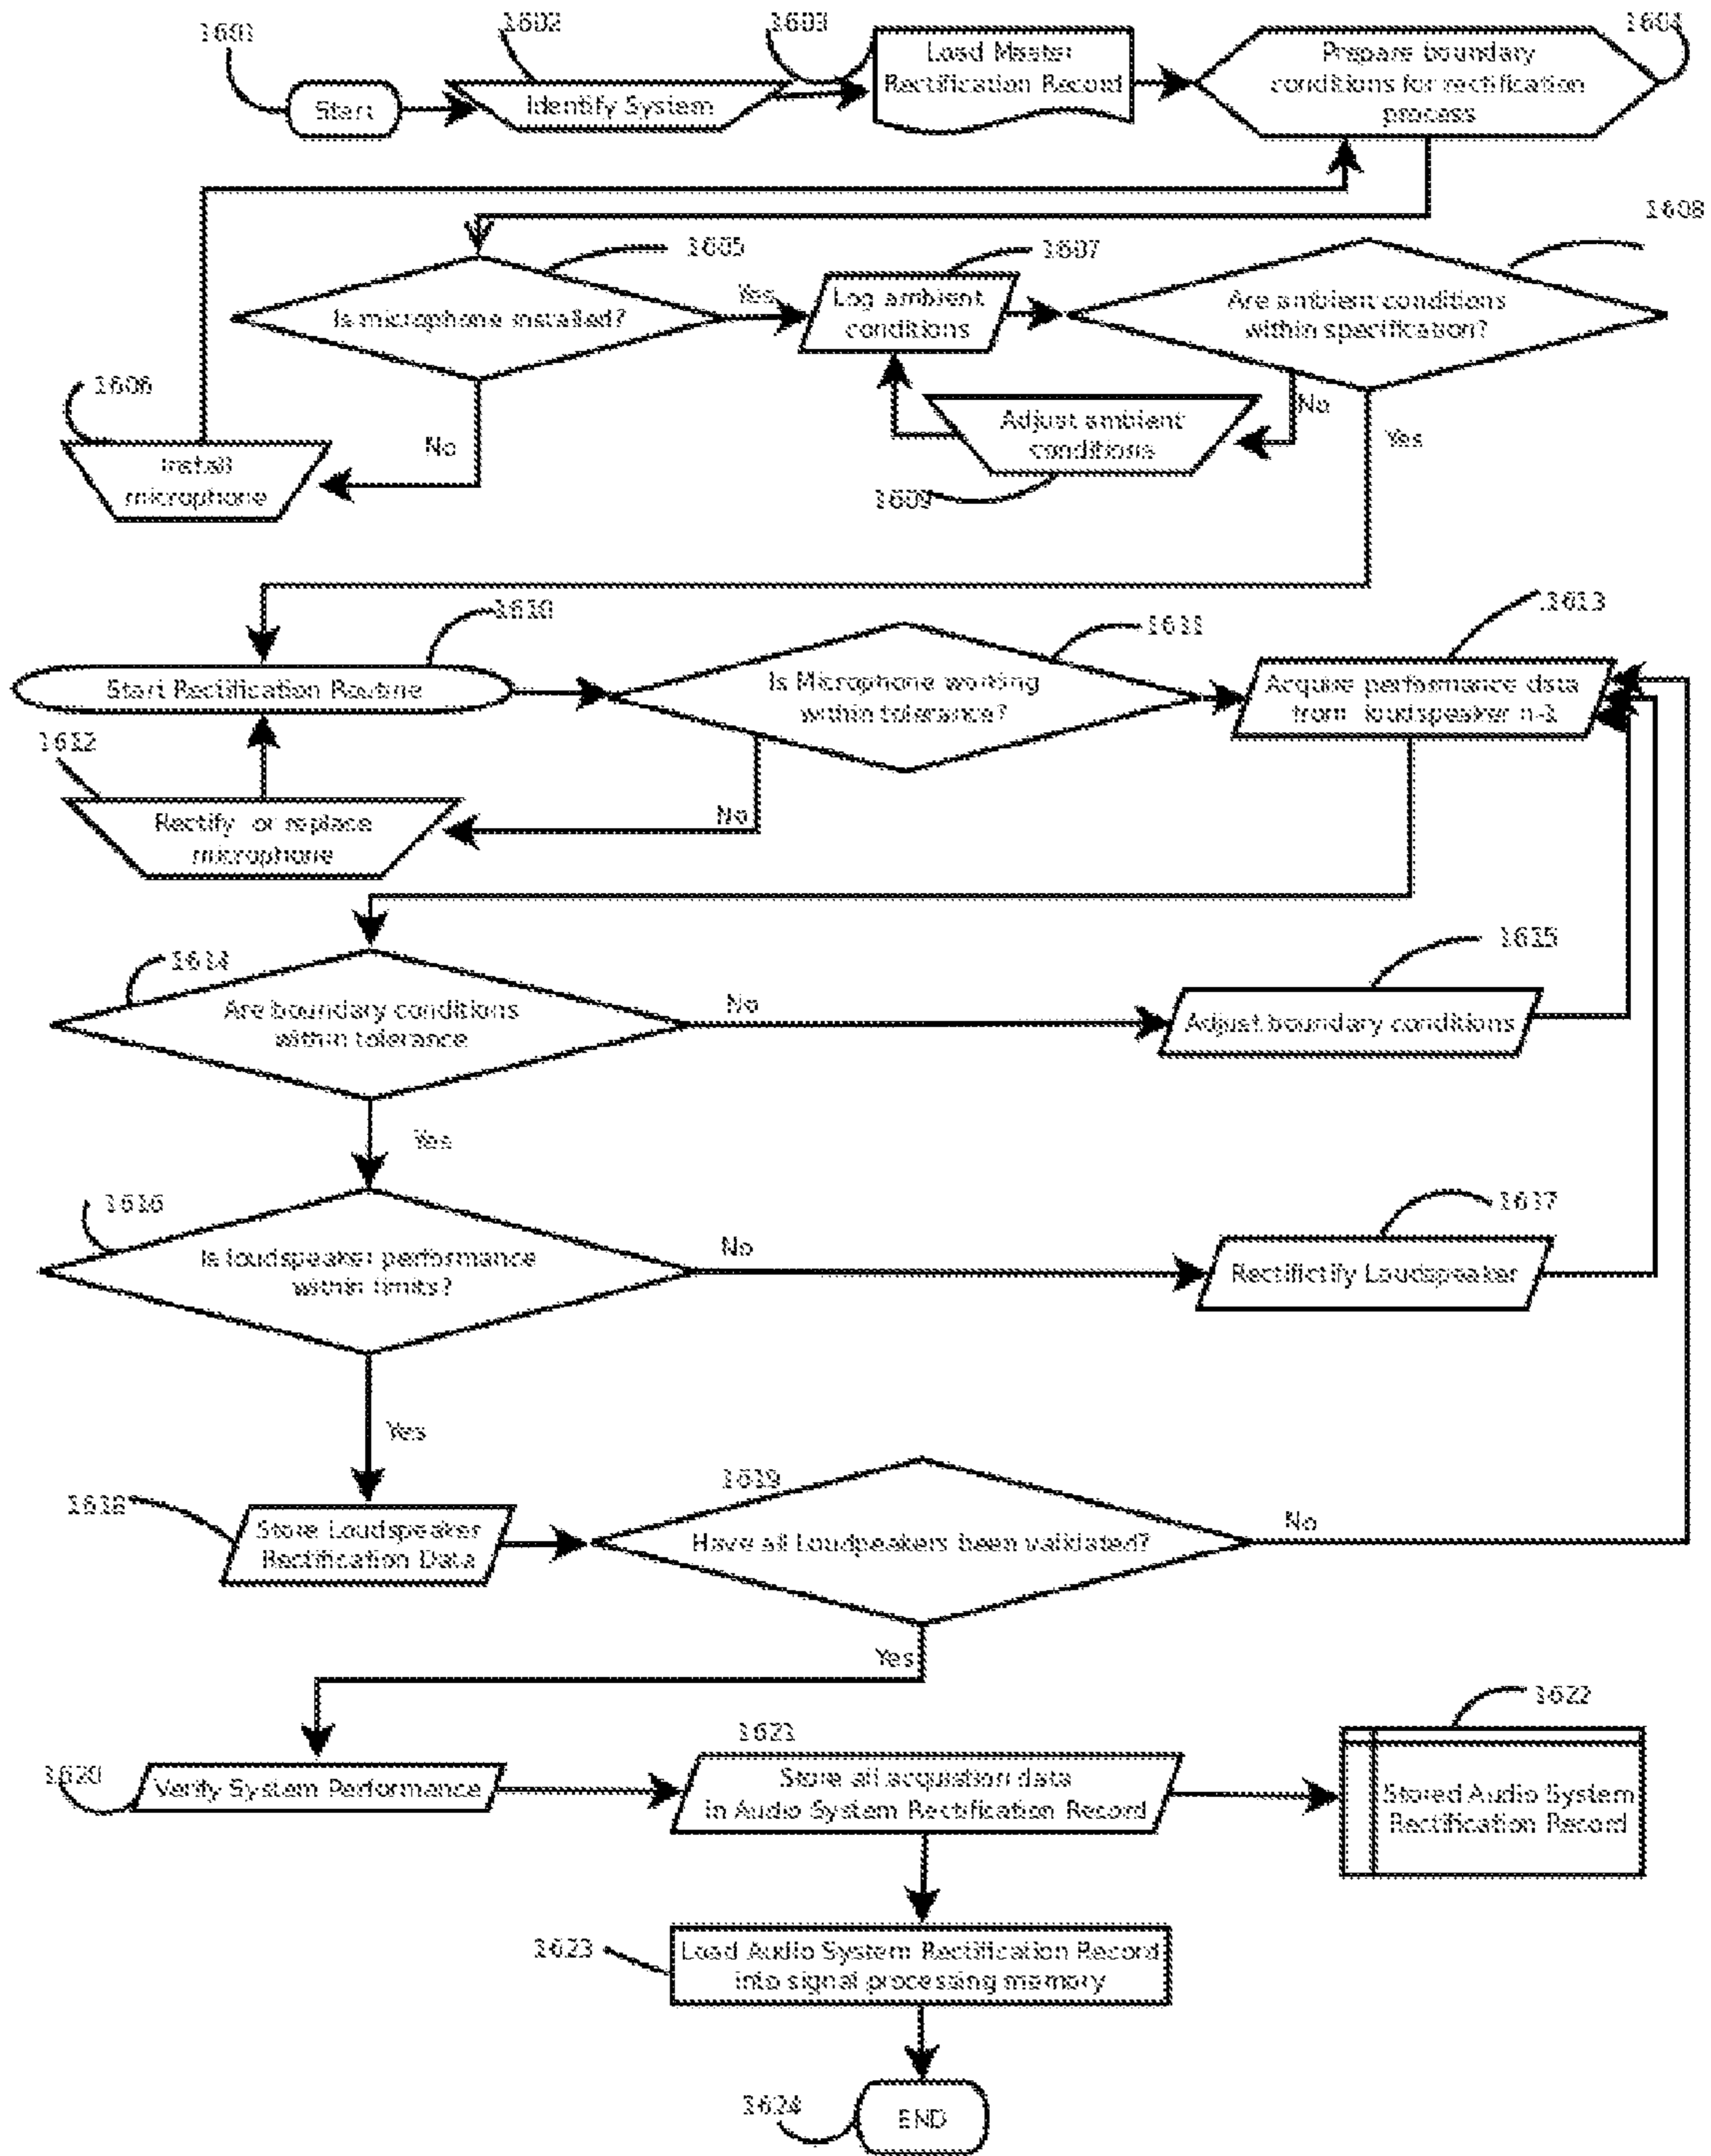 1601
1602
1603
1604
Start
Identify System
Load Master
Rectification Record
Prepare boundary
conditions for rectification
process
1605
1607
1608
Is microphone installed?
Yes
Log ambient
conditions
Are ambient conditions
within specification?
1606
No
Install
microphone
Adjust ambient
conditions
No
Yes
1609
1610
1611
1613
Start Rectification Routine
Is Microphone working
within tolerance?
Acquire performance data
from loudspeaker n-1
1612
No
Rectify or replace
microphone
1614
1615
Are boundary conditions
within tolerance
No
Adjust boundary conditions
Yes
1616
1617
Is loudspeaker performance
within limits?
No
Rectifictify Loudspeaker
Yes
1618
1619
Store Loudspeaker
Rectification Data
Have all Loudpeakers been validated?
No
Yes
1620
1621
1622
Verify System Performance
Store all acquistion data
in Audio System Rectification Record
Stored Audio System
Rectification Record
1623
Load Audio System Rectification Record
into signal processing memory
1624
END